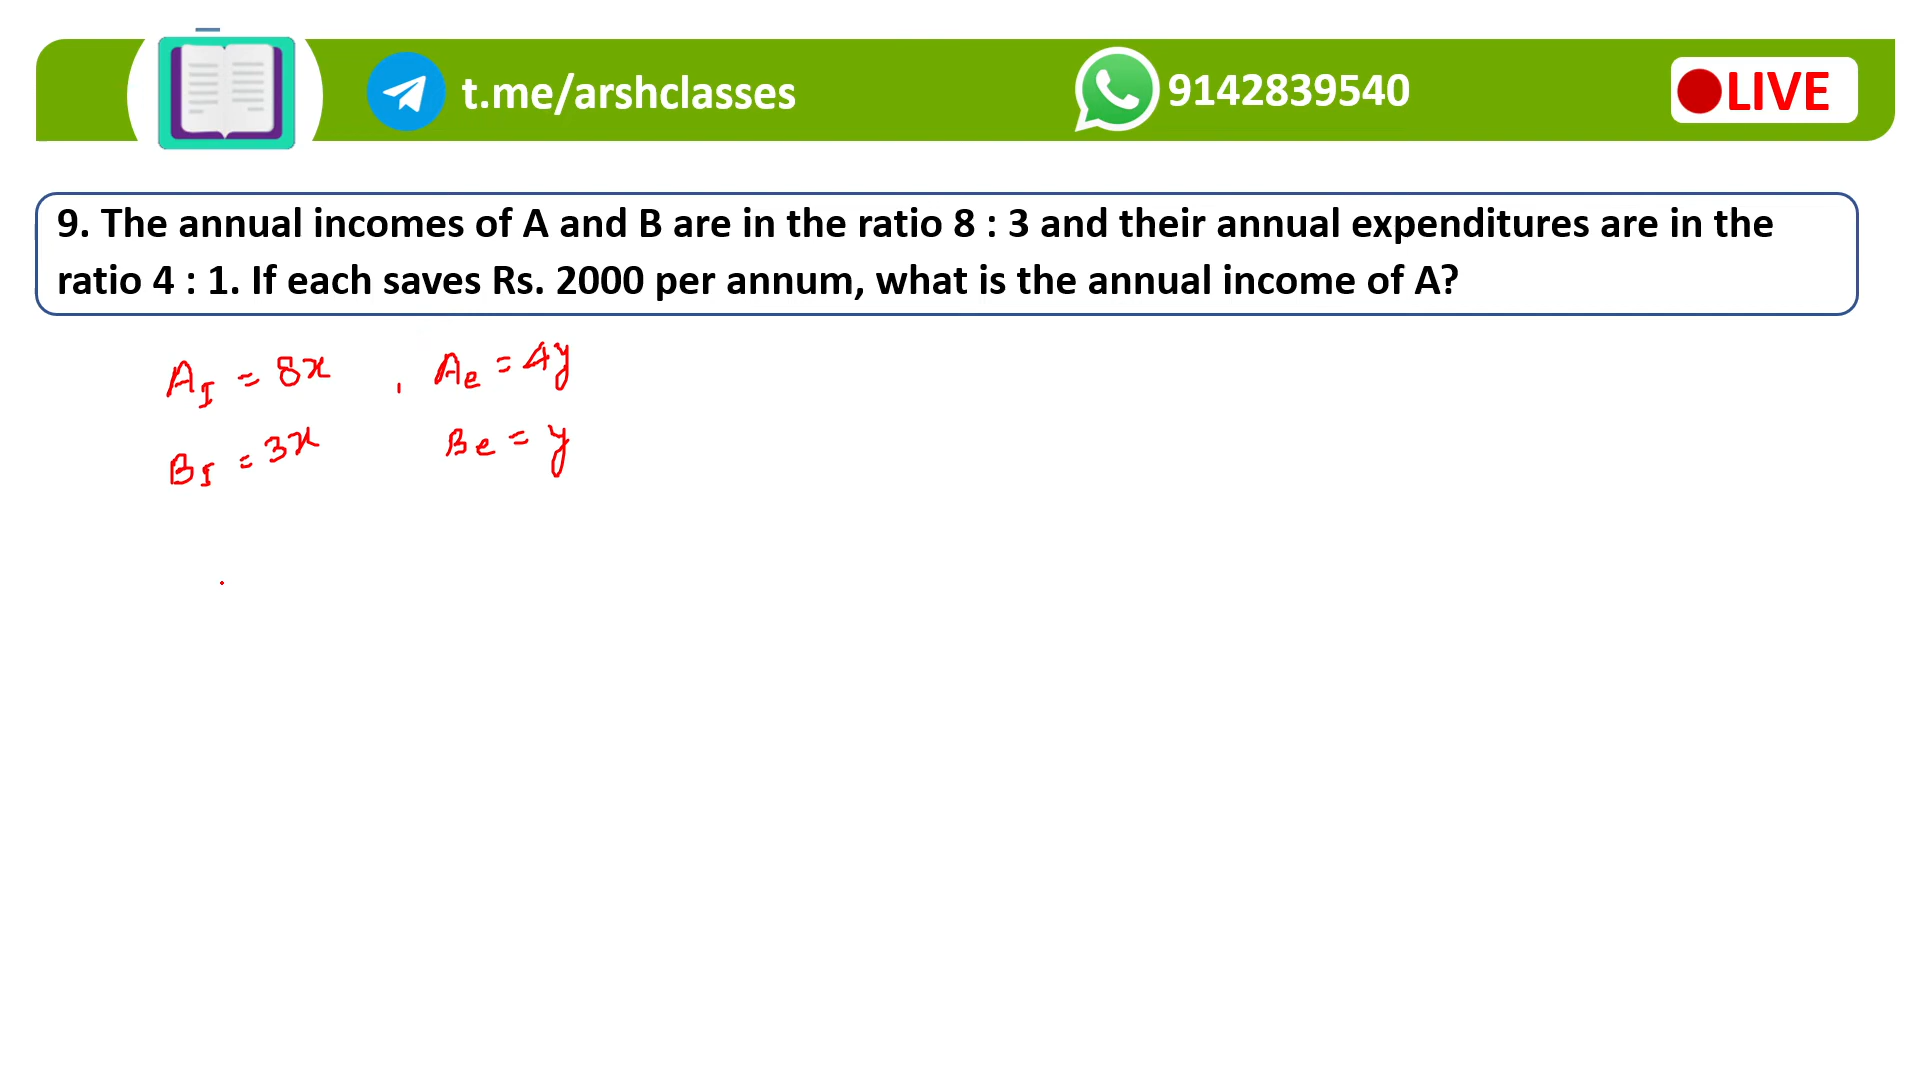 t.me/arshclasses
9142839540
LIVE
9. The annual incomes of A and B are in the ratio 8 : 3 and their annual expenditures are in the
ratio 4 : 1. If each saves Rs. 2000 per annum, what is the annual income of A?
A_I = 8x , A_e = 4y
B_I = 3x B_e = y